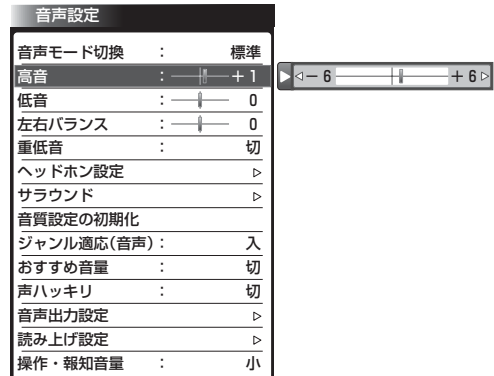 音声設定
音声モード切換 : 標準
高音 : +1 − 6 + 6
低音 : 0
左右バランス : 0
重低音 : 切
ヘッドホン設定
サラウンド
音質設定の初期化
ジャンル適応(音声) : 入
おすすめ音量 : 切
声ハッキリ : 切
音声出力設定
読み上げ設定
操作・報知音量 : 小